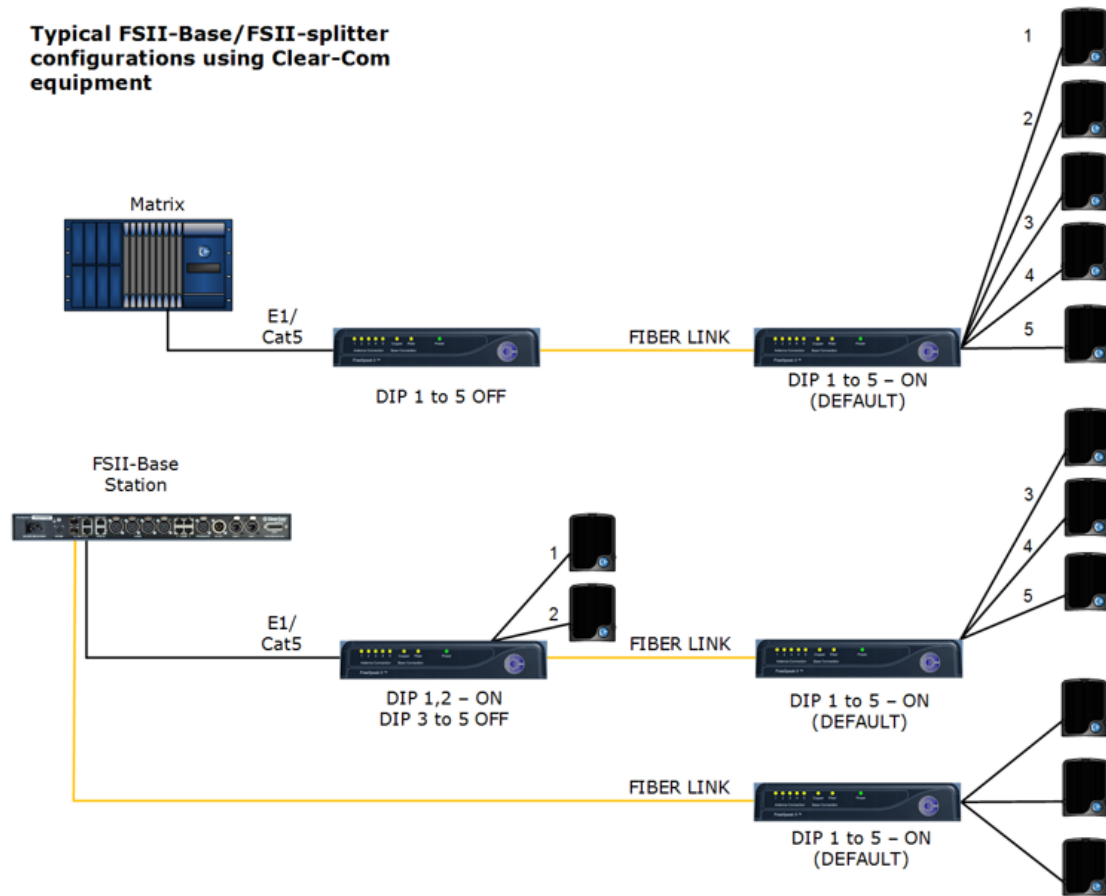 Typical FSII-Base/FSII-splitter
configurations using Clear-Com
equipment
1
2
3
4
5
Matrix
E1/
Cat5
FIBER LINK
DIP 1 to 5 OFF
DIP 1 to 5 – ON
(DEFAULT)
FSII-Base
Station
1
2
3
4
5
E1/
Cat5
FIBER LINK
DIP 1,2 – ON
DIP 3 to 5 OFF
DIP 1 to 5 – ON
(DEFAULT)
FIBER LINK
DIP 1 to 5 – ON
(DEFAULT)